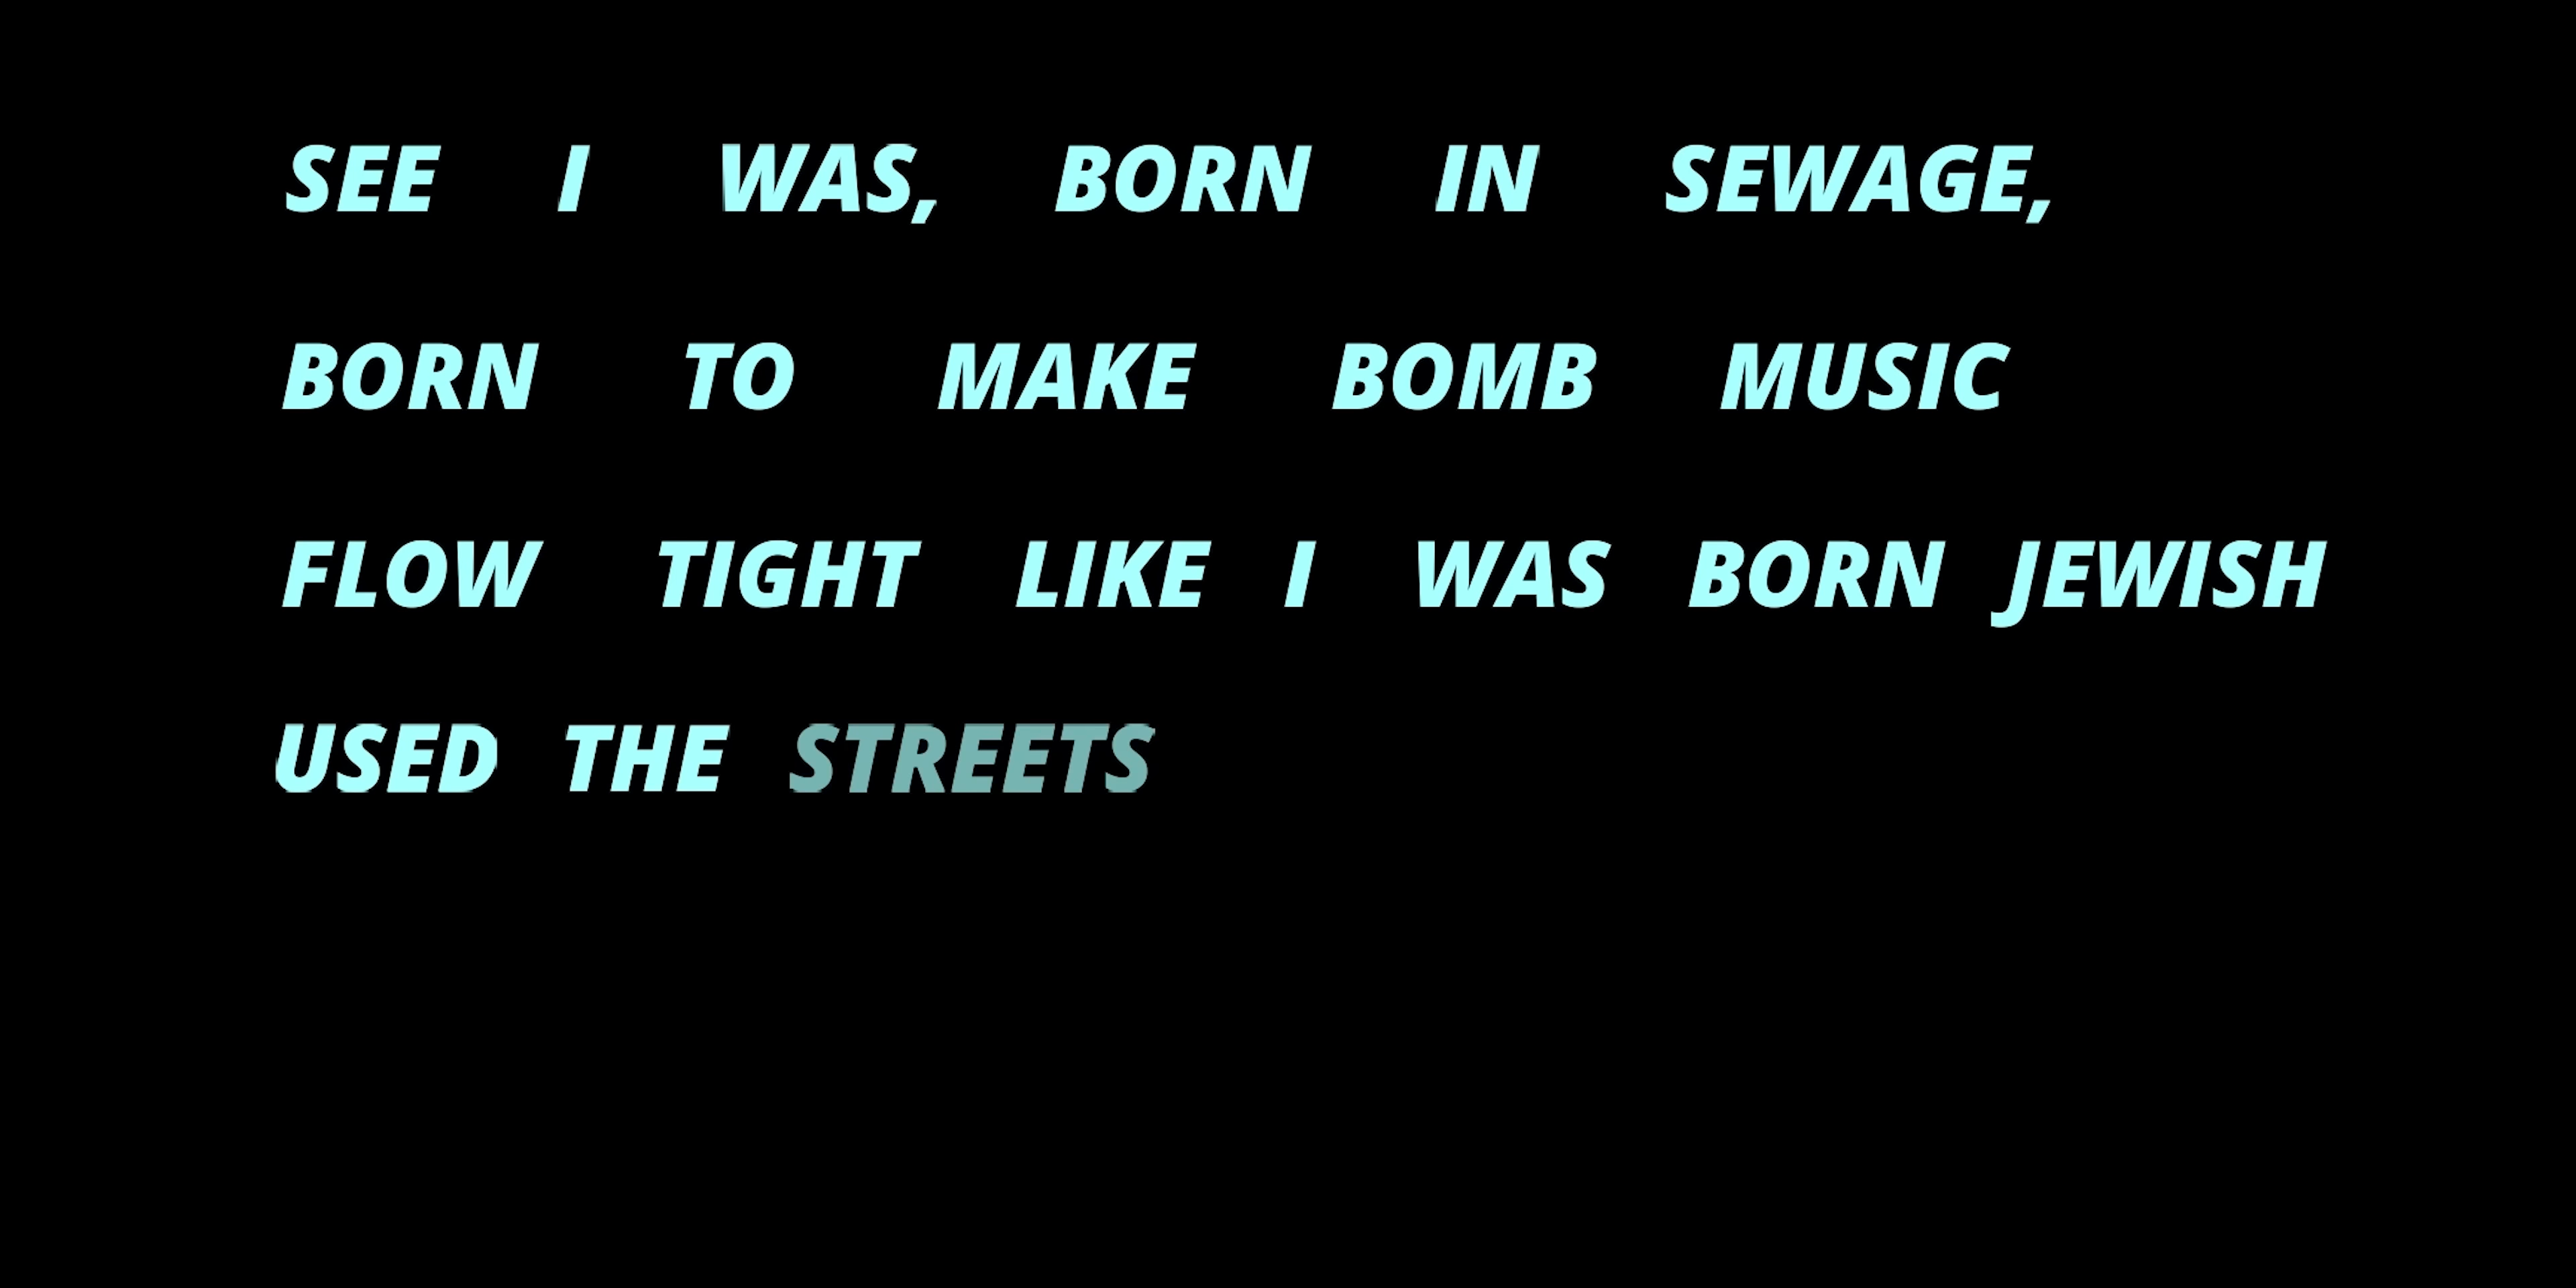 SEE I WAS, BORN IN SEWAGE,
BORN TO MAKE BOMB MUSIC
FLOW TIGHT LIKE I WAS BORN JEWISH
USED THE STREETS